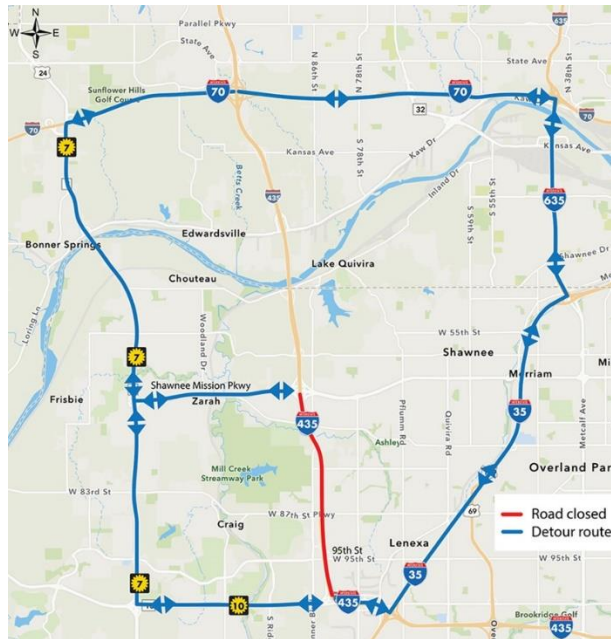 N
W E
S
Parallel Pkwy
State Ave
N 86th St
N 78th St
635
24
Sunflower Hills
Golf Course
70
70
State Ave
N 38th St
32
70
70
7
Kansas Ave
Kansas Ave
Kaw Dr
Inland Dr
S 78th St
S 59th St
S 55th St
Betts Creek
435
635
Bonner Springs
Edwardsville
Lake Quivira
Shawnee Dr
Chouteau
Loring Ln
Woodland Dr
W 55th St
7
Shawnee
Merriam
Shawnee Mission Pkwy
Frisbie
Zarah
35
Metcalf Ave
435
Pflumm Rd
Quivira Rd
Ashley
Mill Creek
Streamway Park
Overland Par
W 83rd St
W 87th St Pkwy
69
Road closed
Detour route
Craig
95th St
Lenexa
W 95th St
W 95th St
35
7
10
435
S Rid
Brookridge Golf
435